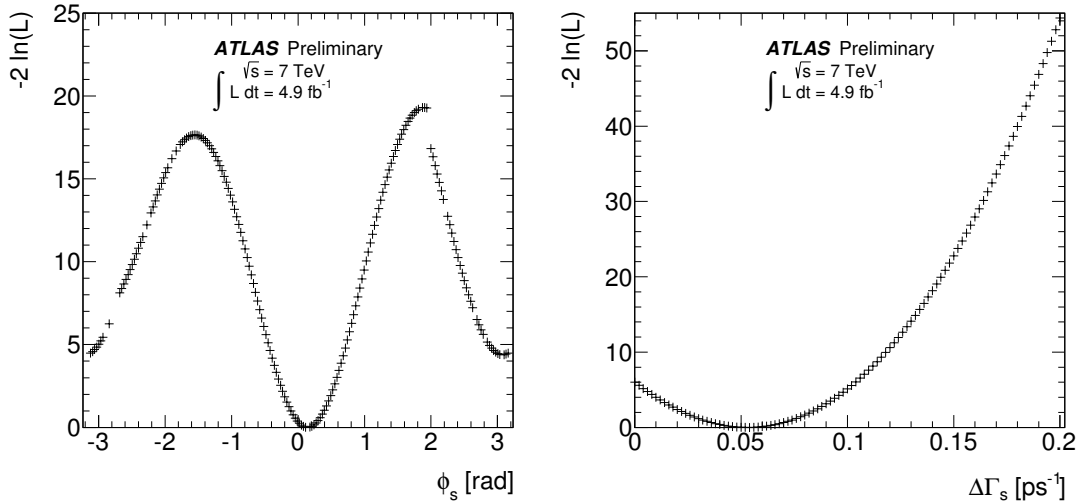 -2 ln(L)
25
20
15
10
5
0
ATLAS Preliminary
√s = 7 TeV
∫ L dt = 4.9 fb⁻¹
-3 -2 -1 0 1 2 3
ϕs [rad]
-2 ln(L)
50
40
30
20
10
0
ATLAS Preliminary
√s = 7 TeV
∫ L dt = 4.9 fb⁻¹
0 0.05 0.1 0.15 0.2
ΔΓs [ps⁻¹]